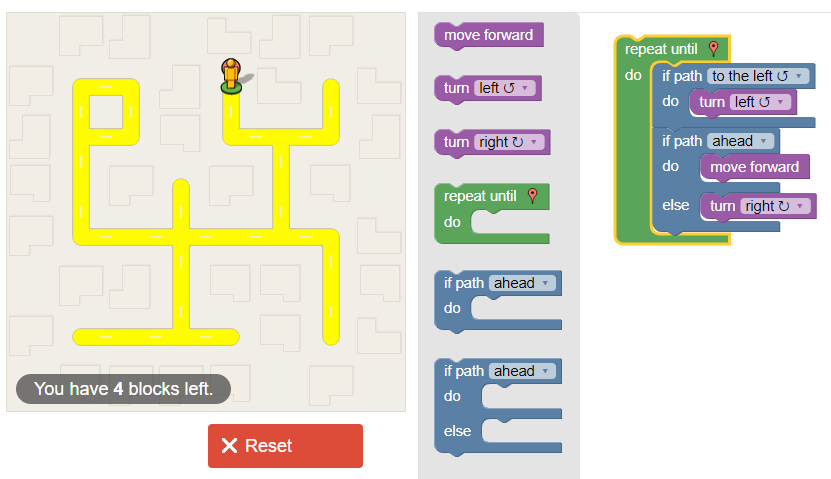 You have 4 blocks left.
Reset
move forward
turn left ↺ ▾
turn right ↻ ▾
repeat until
do
if path ahead ▾
do
if path ahead ▾
do
else
repeat until
do
if path to the left ↺ ▾
do turn left ↺ ▾
if path ahead ▾
do move forward
else turn right ↻ ▾